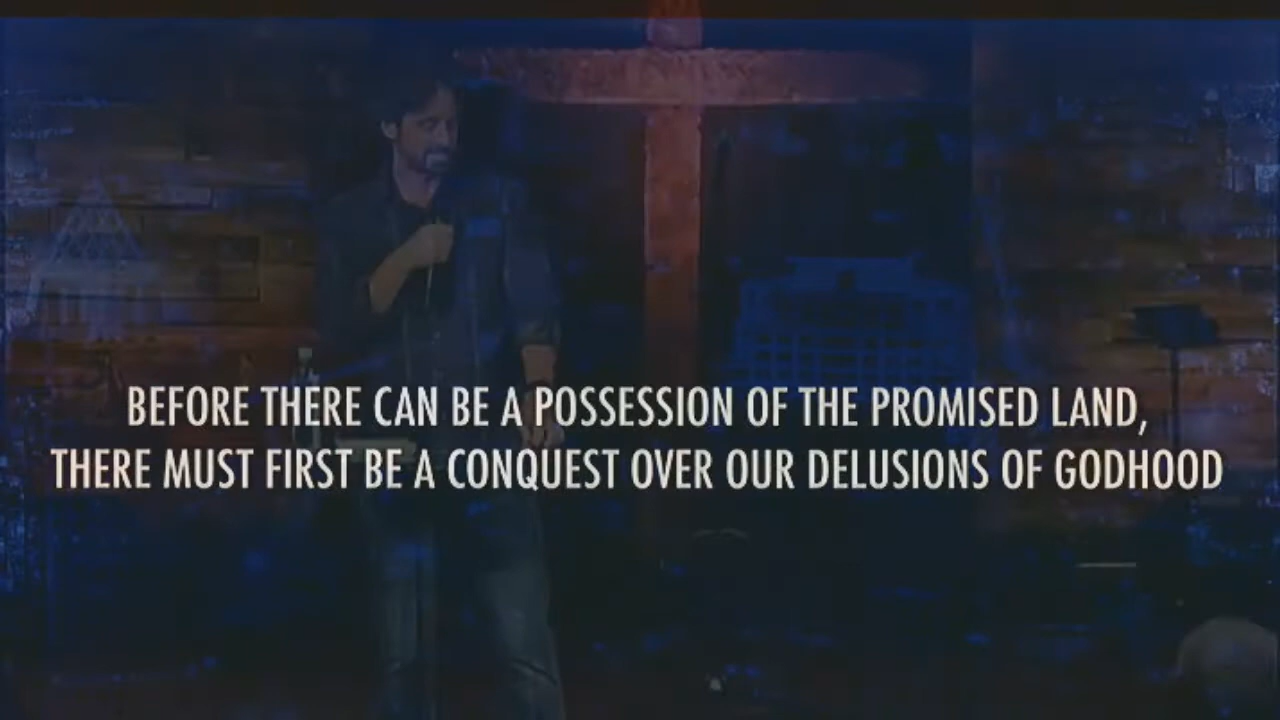 BEFORE THERE CAN BE A POSSESSION OF THE PROMISED LAND,
THERE MUST FIRST BE A CONQUEST OVER OUR DELUSIONS OF GODHOOD